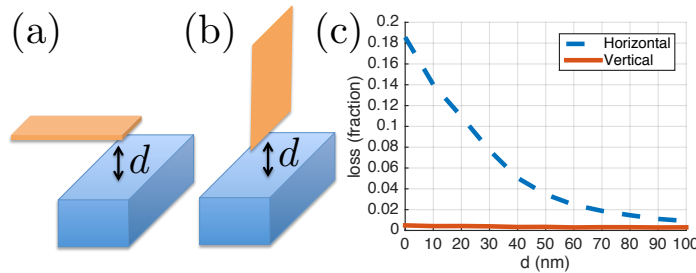 (a)
(b)
(c)
d
d
0.2
0.18
0.16
0.14
0.12
0.1
0.08
0.06
0.04
0.02
0
loss (fraction)
Horizontal
Vertical
0 10 20 30 40 50 60 70 80 90 100
d (nm)